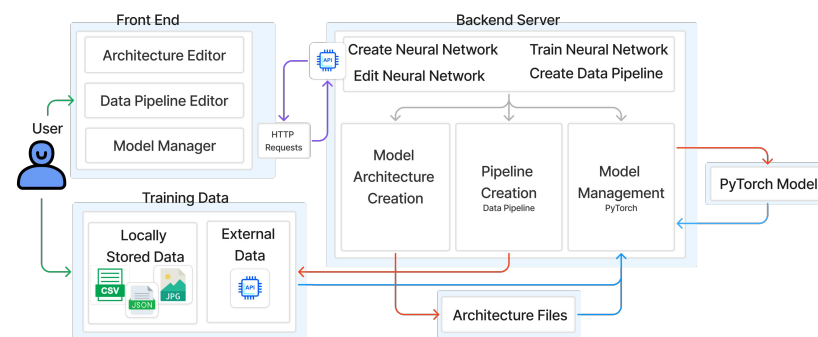 Front End
Architecture Editor
Data Pipeline Editor
Model Manager
User
HTTP
Requests
Backend Server
API
Create Neural Network
Train Neural Network
Edit Neural Network
Create Data Pipeline
Model
Architecture
Creation
Pipeline
Creation
Data Pipeline
Model
Management
PyTorch
PyTorch Model
Training Data
Locally
Stored Data
CSV
JSON
JPG
External
Data
API
Architecture Files